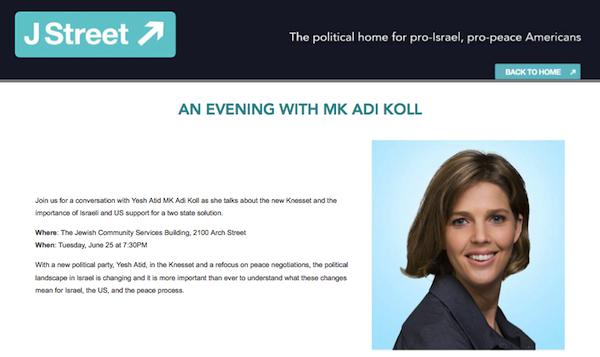 J Street
The political home for pro-Israel, pro-peace Americans
BACK TO HOME
AN EVENING WITH MK ADI KOLL
Join us for a conversation with Yesh Atid MK Adi Koll as she talks about the new Knesset and the
importance of Israeli and US support for a two state solution.
Where: The Jewish Community Services Building, 2100 Arch Street
When: Tuesday, June 25 at 7:30PM
With a new political party, Yesh Atid, in the Knesset and a refocus on peace negotiations, the political
landscape in Israel is changing and it is more important than ever to understand what these changes
mean for Israel, the US, and the peace process.